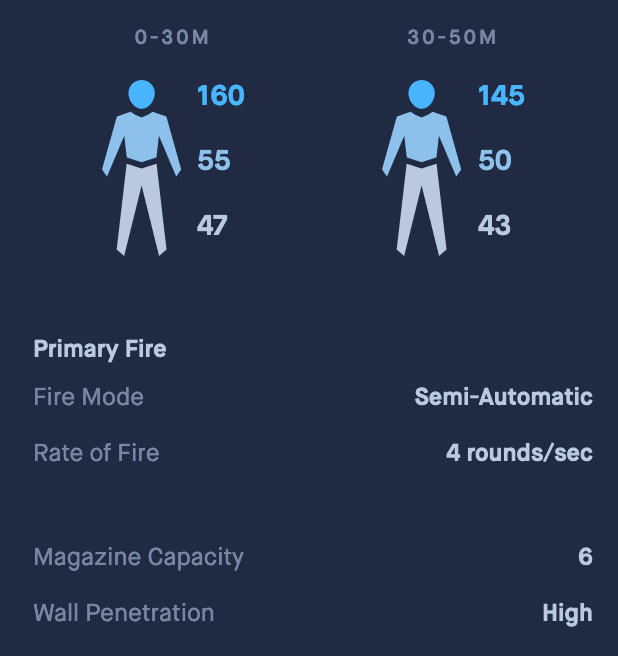 0-30M 30-50M
160 145
55 50
47 43
Primary Fire
Fire Mode Semi-Automatic
Rate of Fire 4 rounds/sec
Magazine Capacity 6
Wall Penetration High